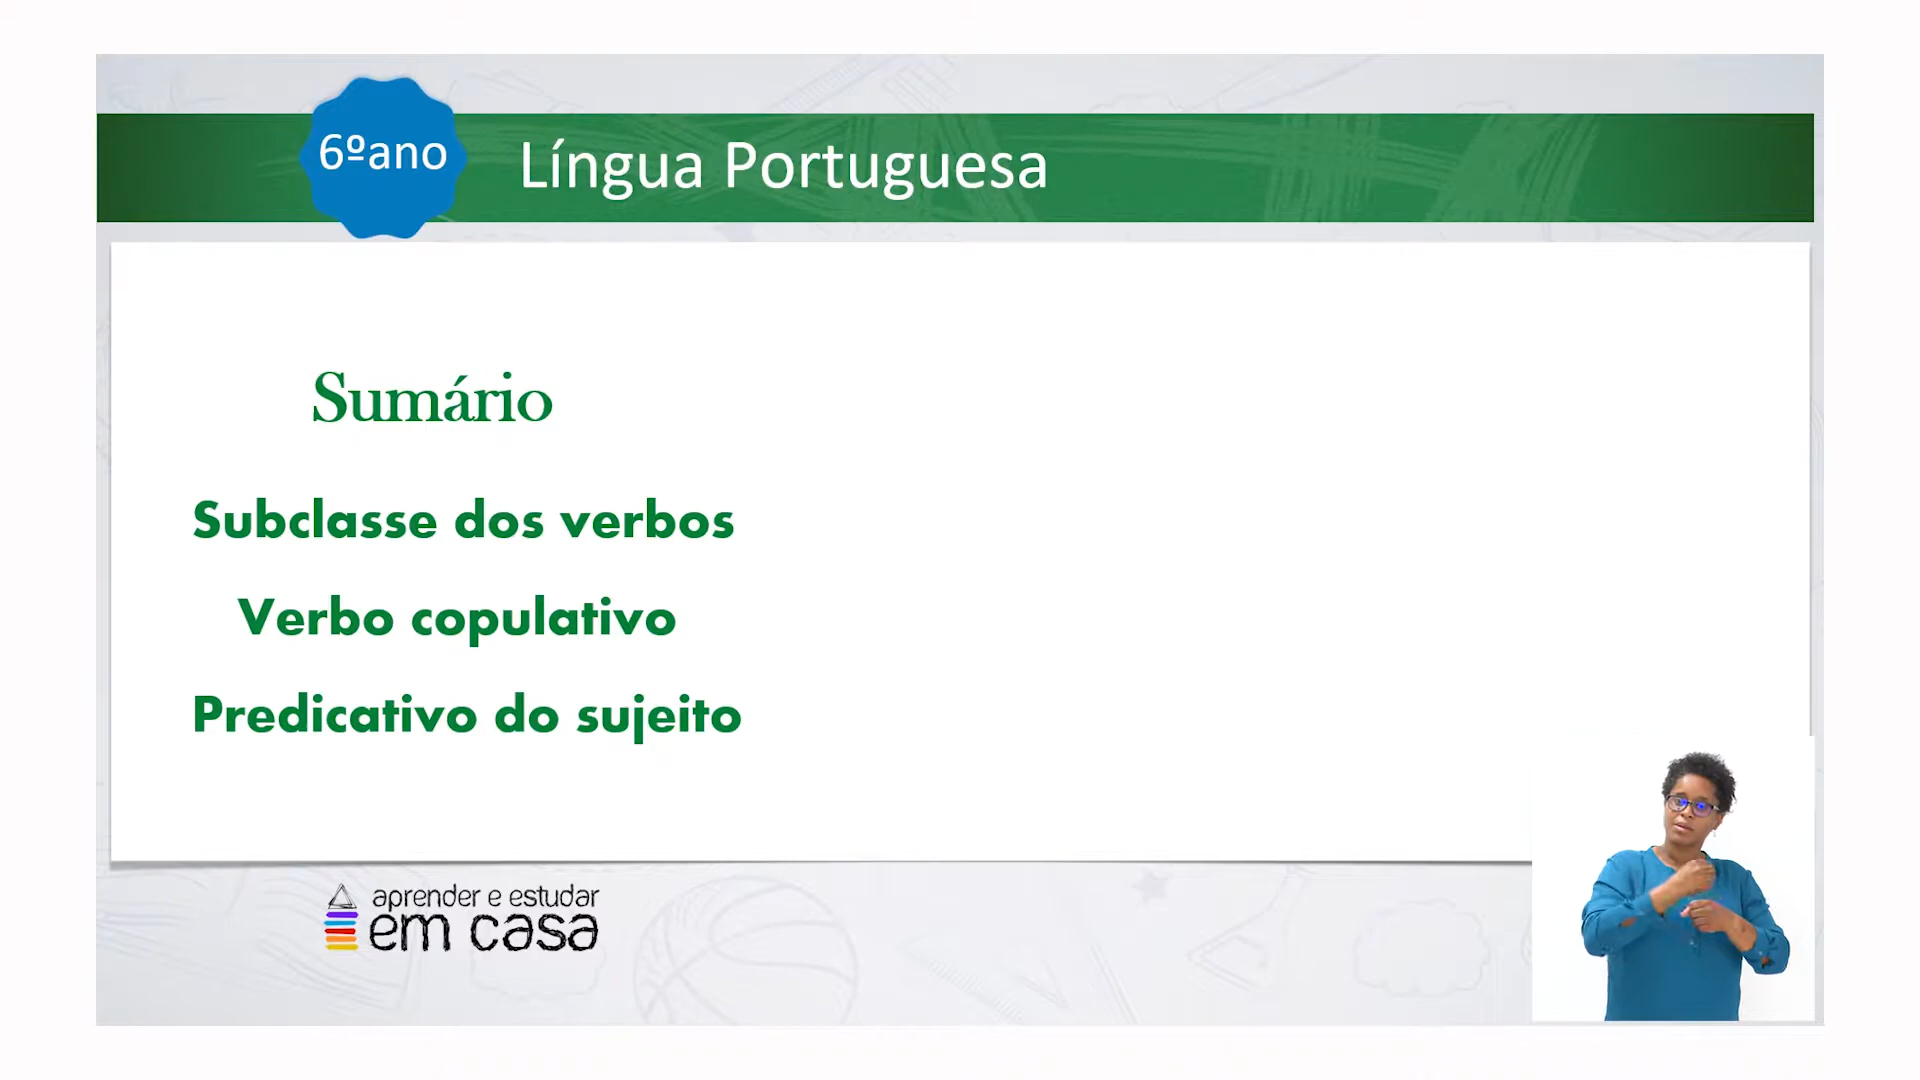 6ºano
Língua Portuguesa
Sumário
Subclasse dos verbos
Verbo copulativo
Predicativo do sujeito
aprender e estudar
em casa